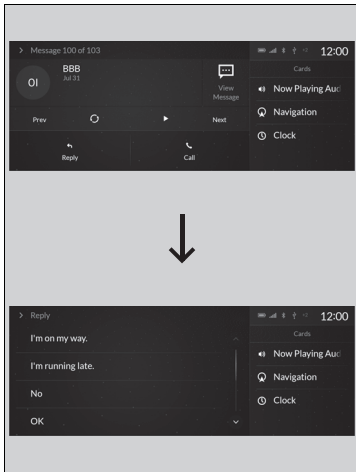 Message 100 of 103
12:00
OI
BBB
Jul 31
View
Message
Cards
Now Playing Aud
Navigation
Clock
Prev
Next
Reply
Call
Reply
12:00
Cards
I'm on my way.
I'm running late.
No
OK
Now Playing Aud
Navigation
Clock